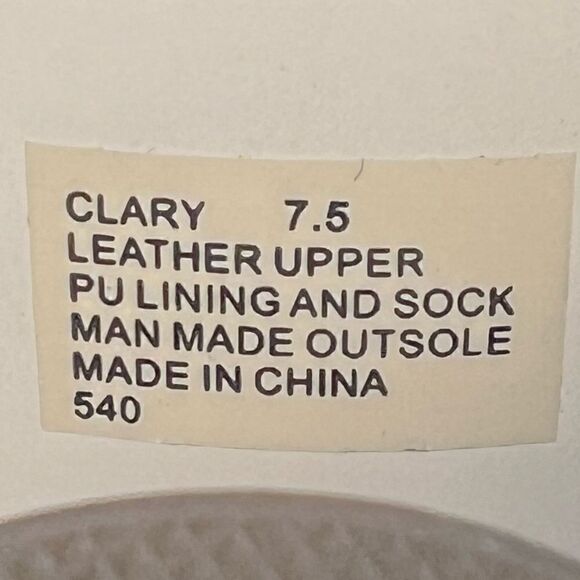 CLARY 7.5
LEATHER UPPER
PU LINING AND SOCK
MAN MADE OUTSOLE
MADE IN CHINA
540